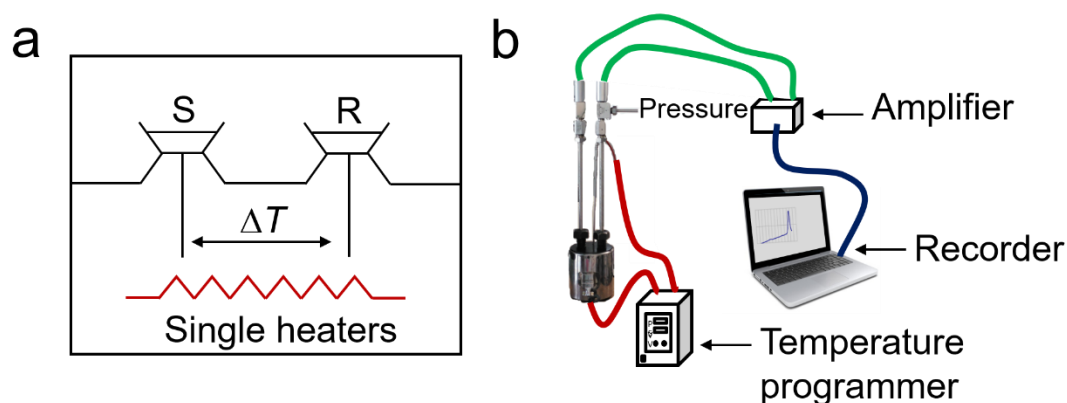 a
S
R
ΔT
Single heaters
b
Pressure
Amplifier
Recorder
Temperature
programmer